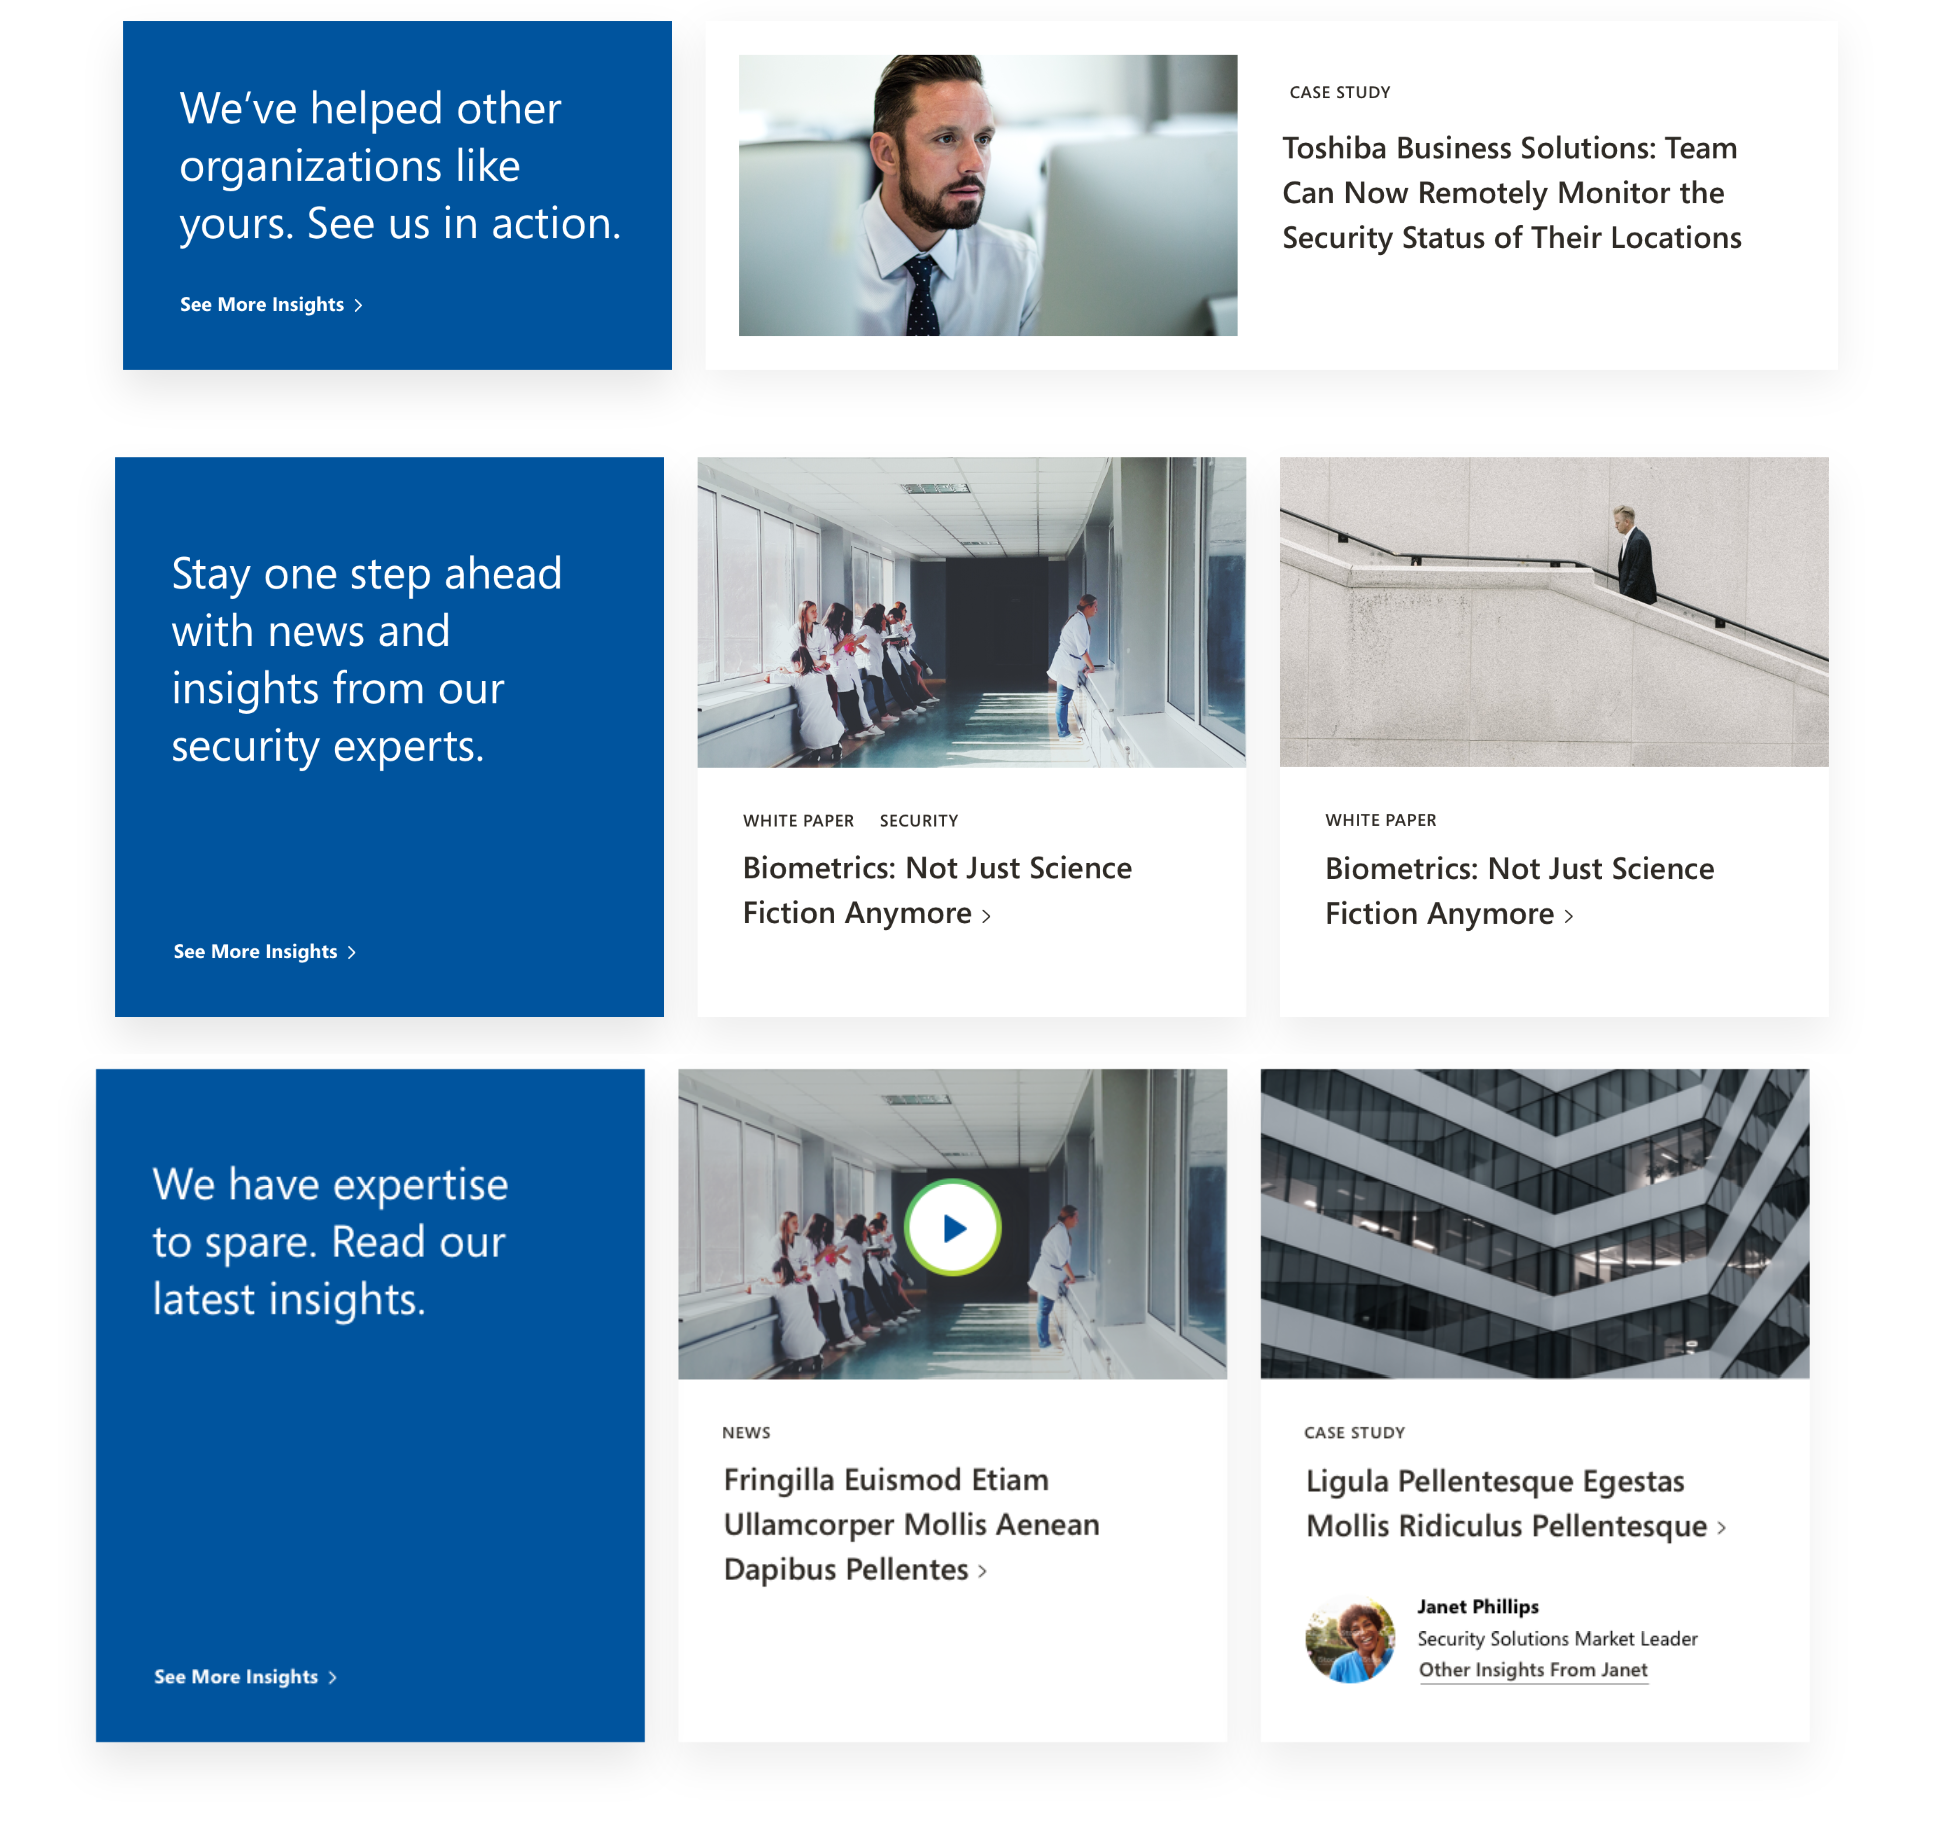 We’ve helped other
organizations like
yours. See us in action.
See More Insights
CASE STUDY
Toshiba Business Solutions: Team
Can Now Remotely Monitor the
Security Status of Their Locations
Stay one step ahead
with news and
insights from our
security experts.
See More Insights
WHITE PAPER SECURITY
Biometrics: Not Just Science
Fiction Anymore
WHITE PAPER
Biometrics: Not Just Science
Fiction Anymore
We have expertise
to spare. Read our
latest insights.
See More Insights
NEWS
Fringilla Euismod Etiam
Ullamcorper Mollis Aenean
Dapibus Pellentes
CASE STUDY
Ligula Pellentesque Egestas
Mollis Ridiculus Pellentesque
Janet Phillips
Security Solutions Market Leader
Other Insights From Janet